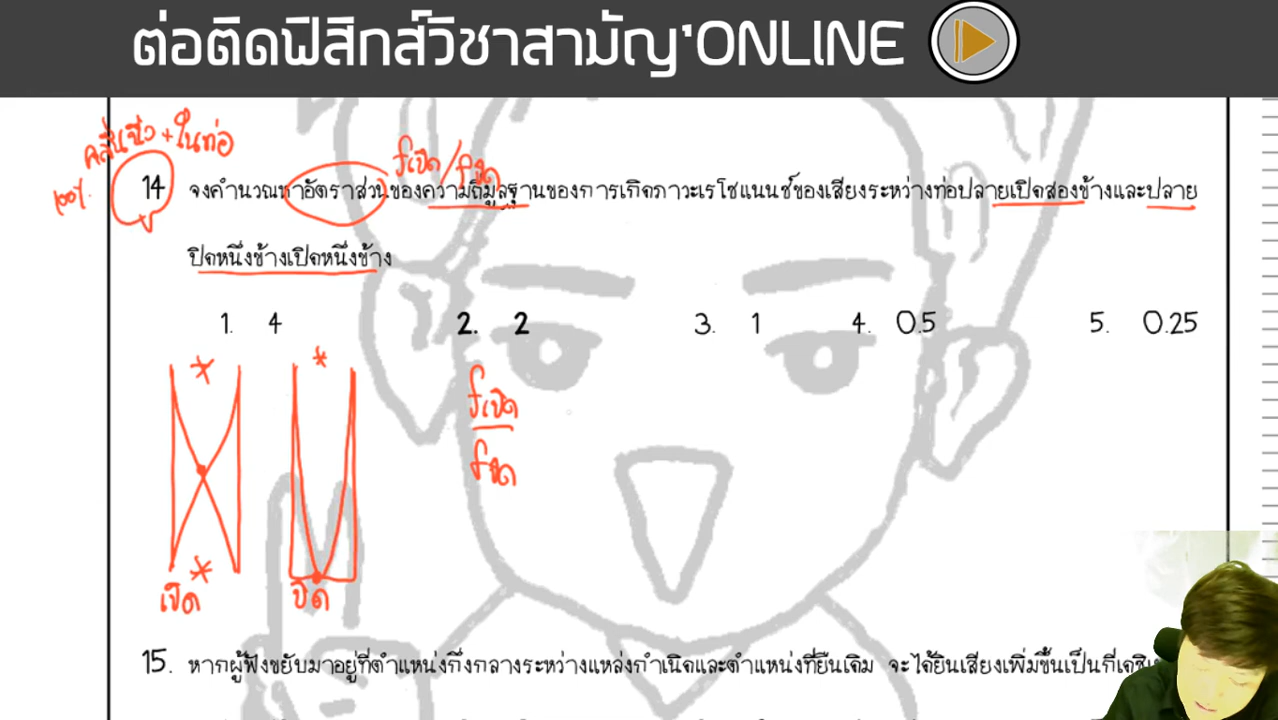 ต่อติดฟิสิกส์วิชาสามัญ'ONLINE
คลื่นนิ่ง + ในท่อ
100%.
fเปิด/fปิด
14 จงคำนวณหาอัตราส่วนของความถี่มูลฐานของการเกิดภาวะเรโซแนนซ์ของเสียงระหว่างท่อปลายเปิดสองข้างและปลาย
ปิดหนึ่งข้างเปิดหนึ่งข้าง
1. 4 2. 2 3. 1 4. 0.5 5. 0.25
fเปิด
fปิด
เปิด ปิด
15. หากผู้ฟังขยับมาอยู่ที่ตำแหน่งกึ่งกลางระหว่างแหล่งกำเนิดและตำแหน่งที่ยืนเดิม จะได้ยินเสียงเพิ่มขึ้นเป็นกี่เดซิเ